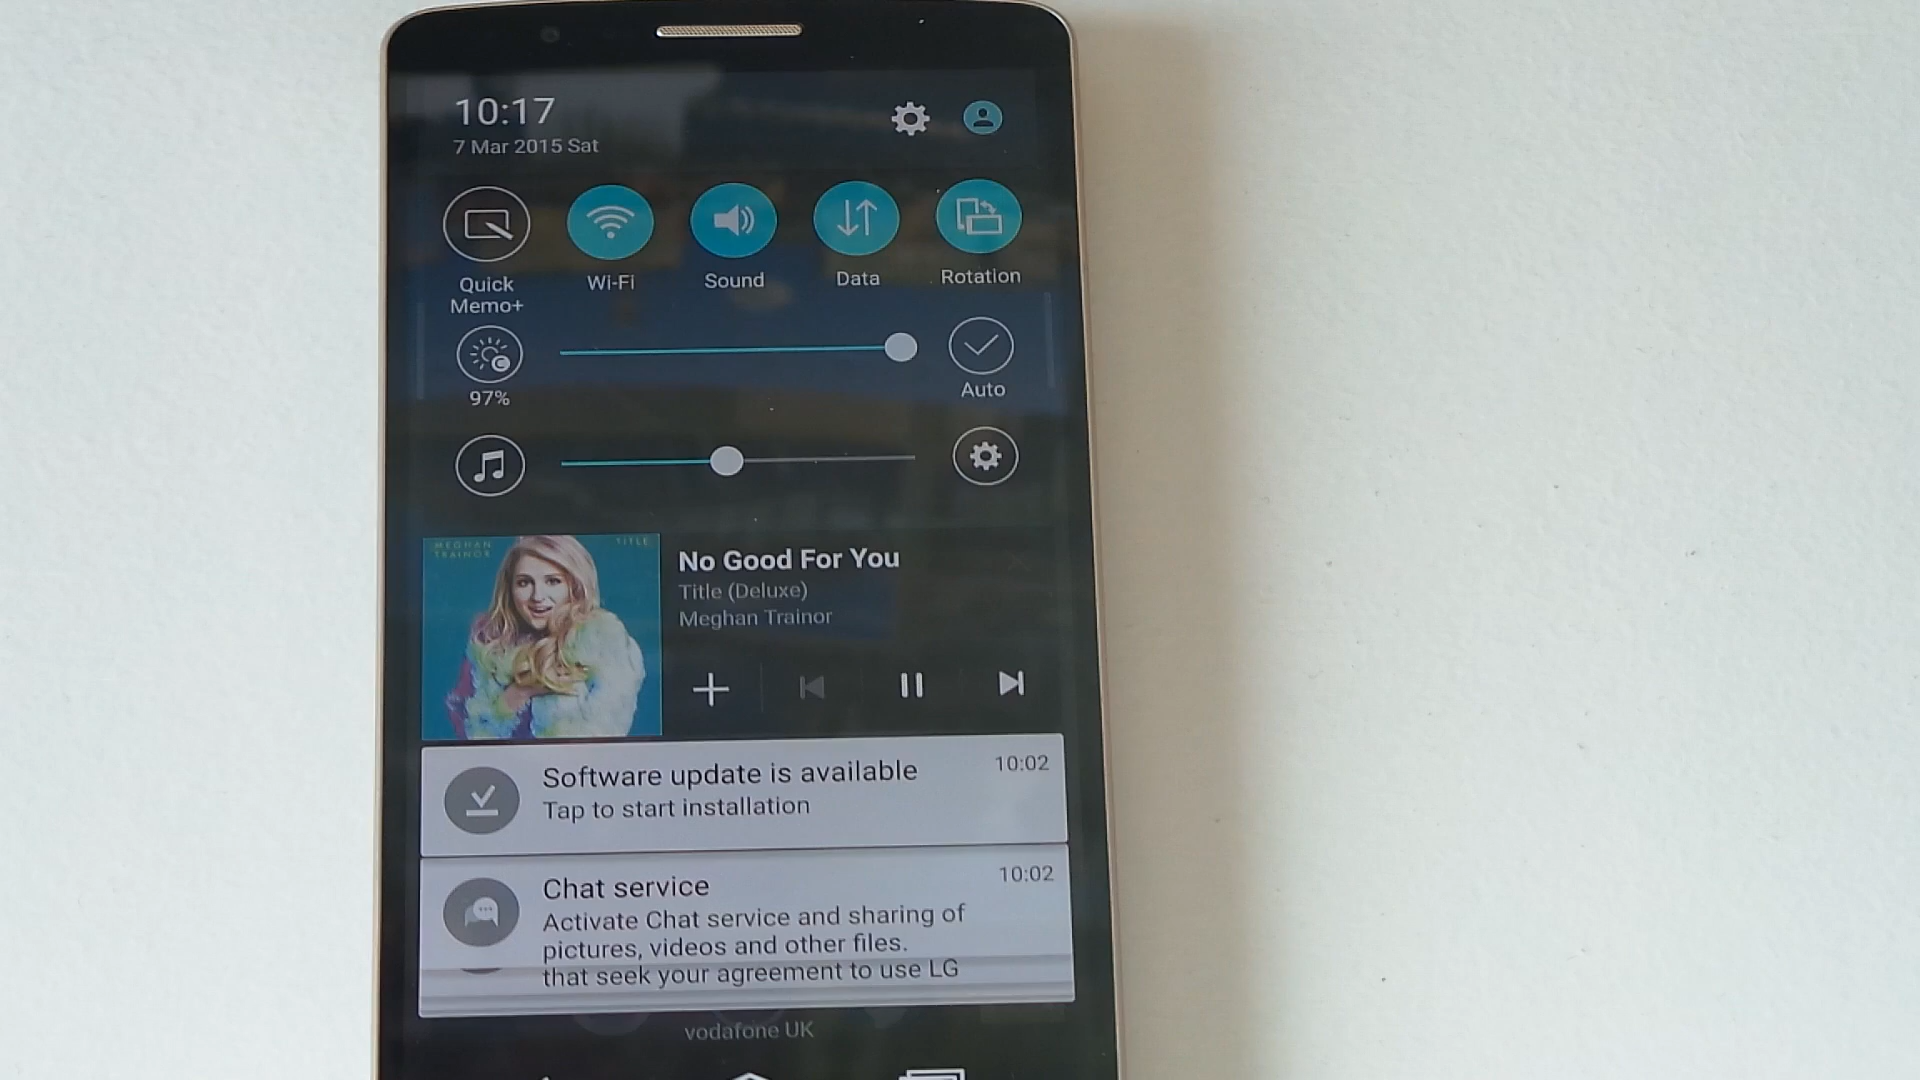 10:17
7 Mar 2015 Sat
Quick
Memo+
Wi-Fi
Sound
Data
Rotation
97%
Auto
MEGHAN
TRAINOR
TITLE
No Good For You
Title (Deluxe)
Meghan Trainor
Software update is available
10:02
Tap to start installation
Chat service
10:02
Activate Chat service and sharing of
pictures, videos and other files.
that seek your agreement to use LG
vodafone UK